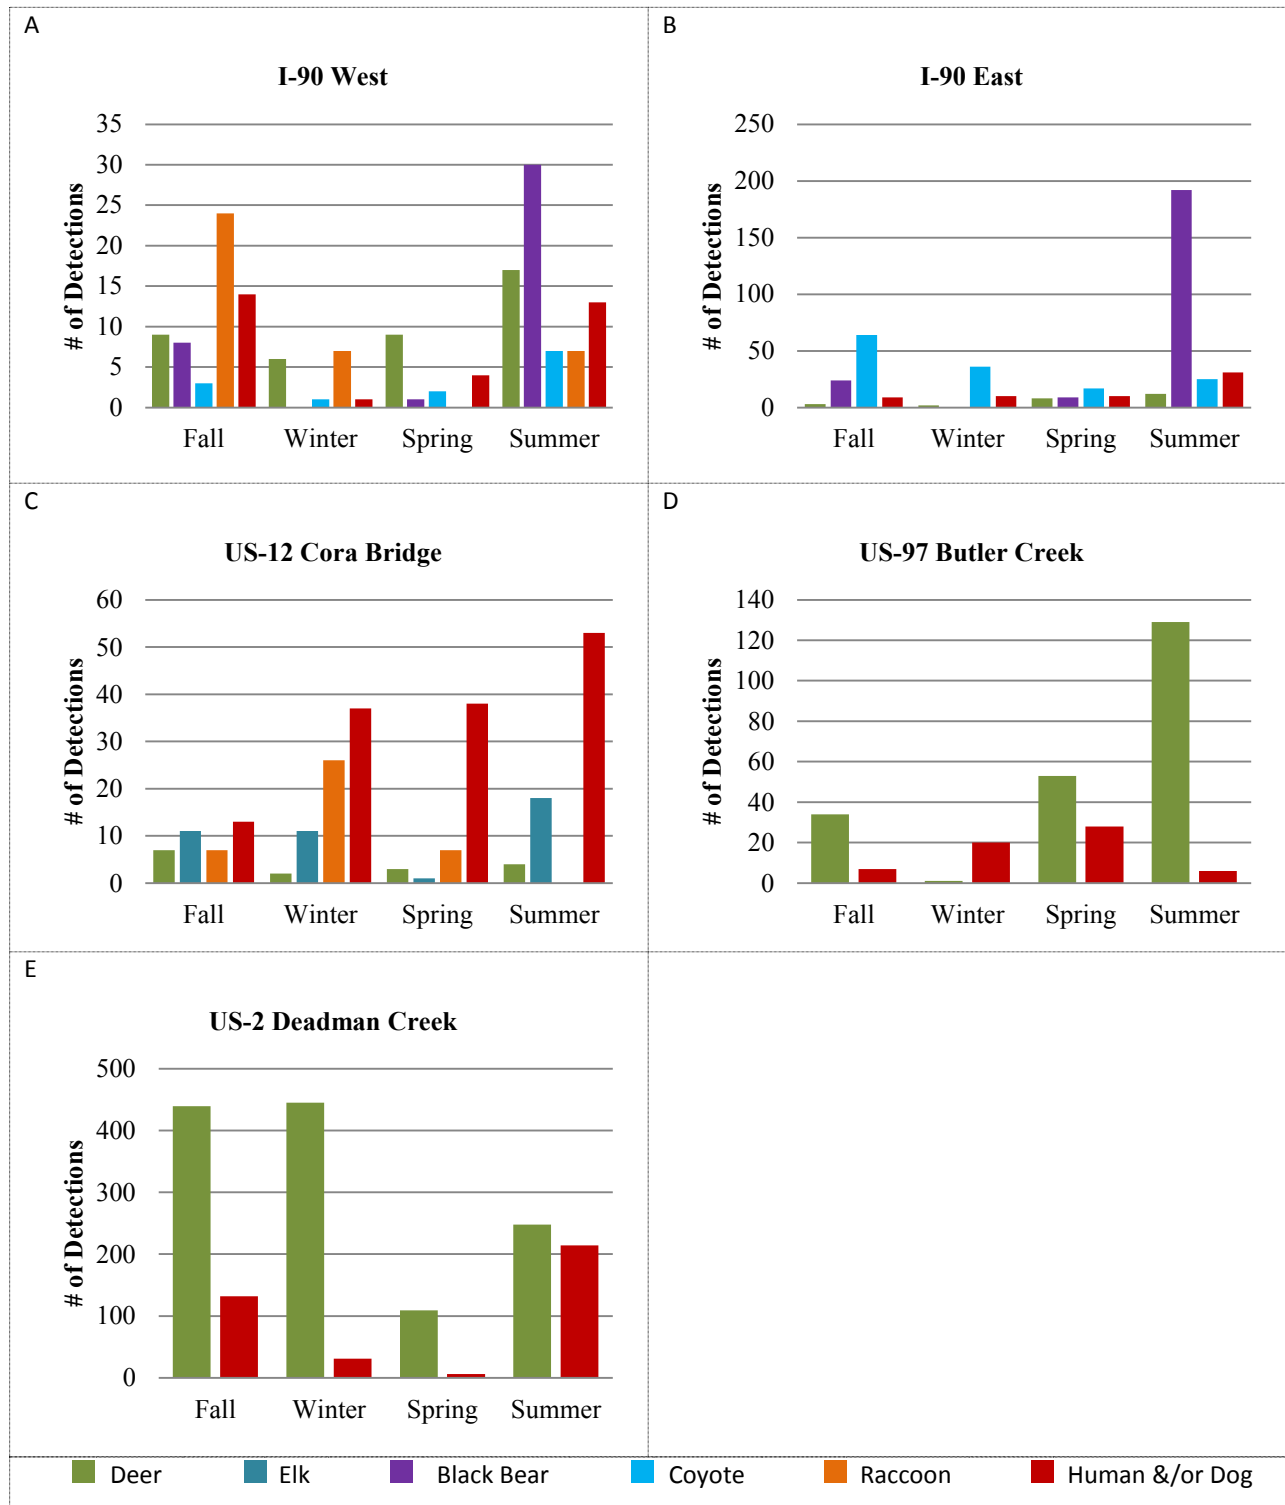 A
I-90 West
# of Detections
35
30
25
20
15
10
5
0
Fall Winter Spring Summer
B
I-90 East
# of Detections
250
200
150
100
50
0
Fall Winter Spring Summer
C
US-12 Cora Bridge
# of Detections
60
50
40
30
20
10
0
Fall Winter Spring Summer
D
US-97 Butler Creek
# of Detections
140
120
100
80
60
40
20
0
Fall Winter Spring Summer
E
US-2 Deadman Creek
# of Detections
500
400
300
200
100
0
Fall Winter Spring Summer
Deer Elk Black Bear Coyote Raccoon Human &/or Dog